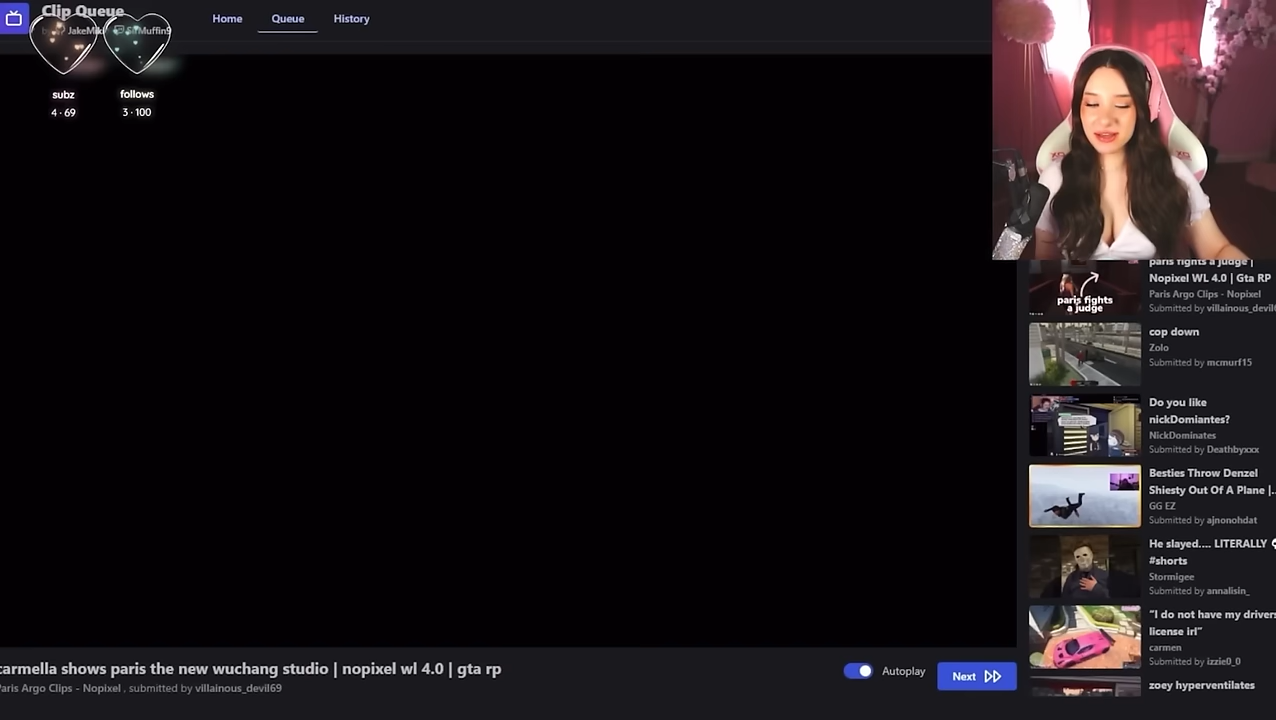 Clip Queue
Home
Queue
History
subz
follows
4 · 69
3 · 100
paris fights a judge |
Nopixel WL 4.0 | Gta RP
Paris Argo Clips - Nopixel
Submitted by villainous_devil6
paris fights
a judge
cop down
Zolo
Submitted by mcmurf15
Do you like
nickDomiantes?
NickDominates
Submitted by Deathbyxxx
Besties Throw Denzel
Shiesty Out Of A Plane |..
GG EZ
Submitted by ajnonohdat
He slayed.... LITERALLY
#shorts
Stormigee
Submitted by annalisin_
"I do not have my drivers
license irl"
carmen
Submitted by izzie0_0
zoey hyperventilates
carmella shows paris the new wuchang studio | nopixel wl 4.0 | gta rp
Paris Argo Clips - Nopixel , submitted by villainous_devil69
Autoplay
Next